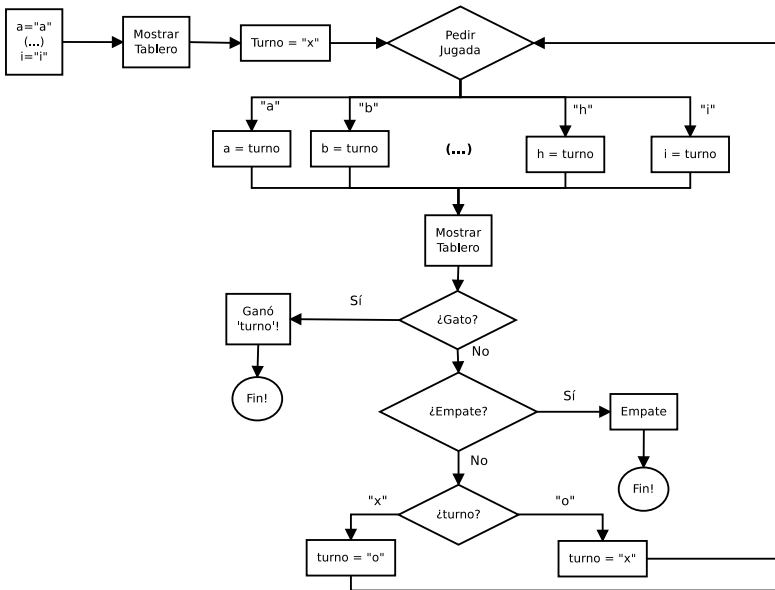 a="a"
(...)
i="i"
Mostrar
Tablero
Turno = "x"
Pedir
Jugada
"a"
"b"
"h"
"i"
a = turno
b = turno
(...)
h = turno
i = turno
Mostrar
Tablero
Ganó
'turno'!
Sí
¿Gato?
No
Fin!
¿Empate?
Sí
Empate
No
Fin!
"x"
¿turno?
"o"
turno = "o"
turno = "x"